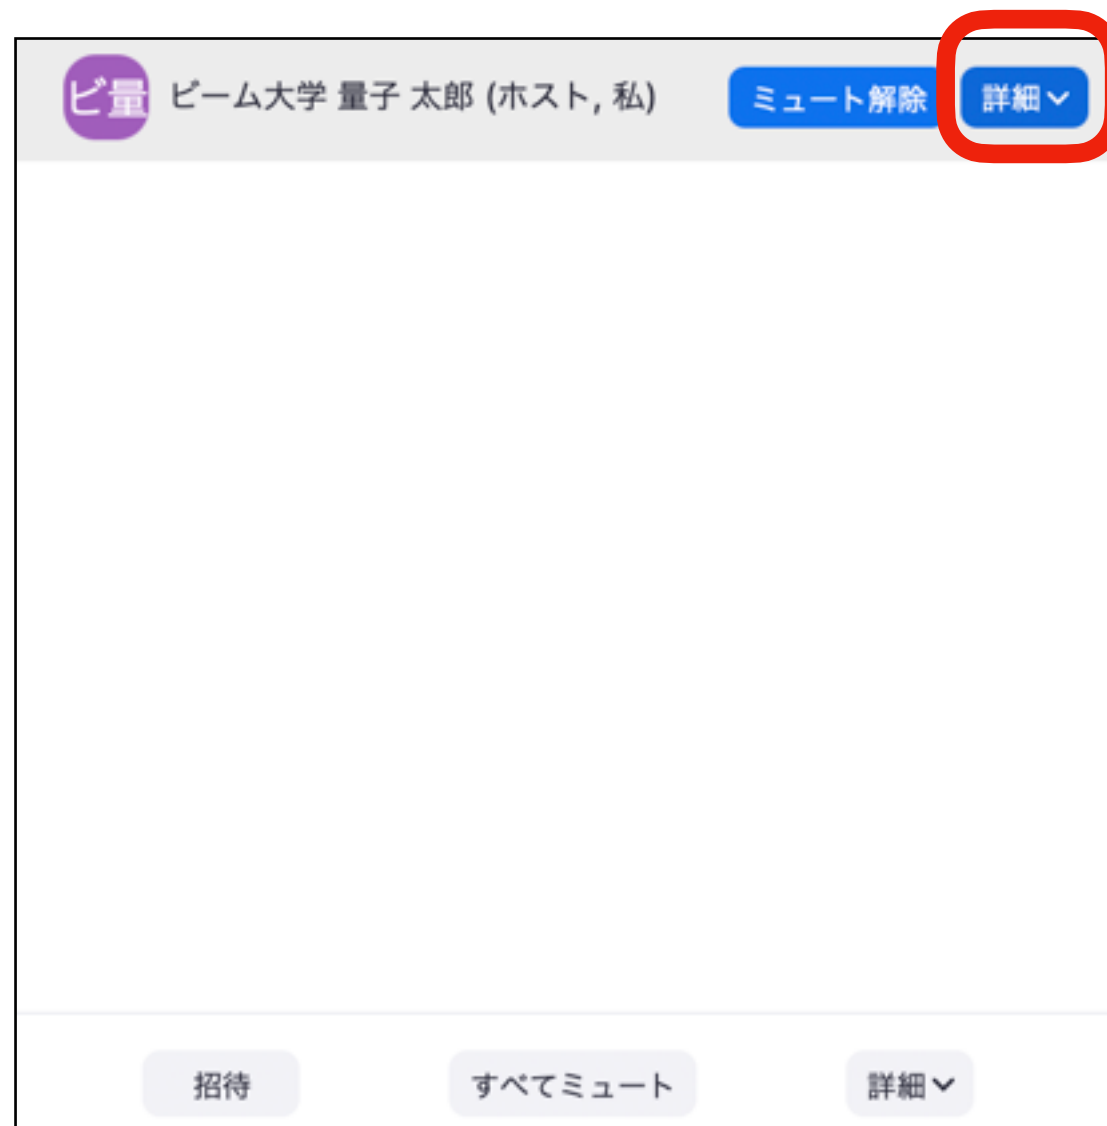 ビ量 ビーム大学 量子 太郎 (ホスト, 私) ミュート解除 詳細
招待 すべてミュート 詳細